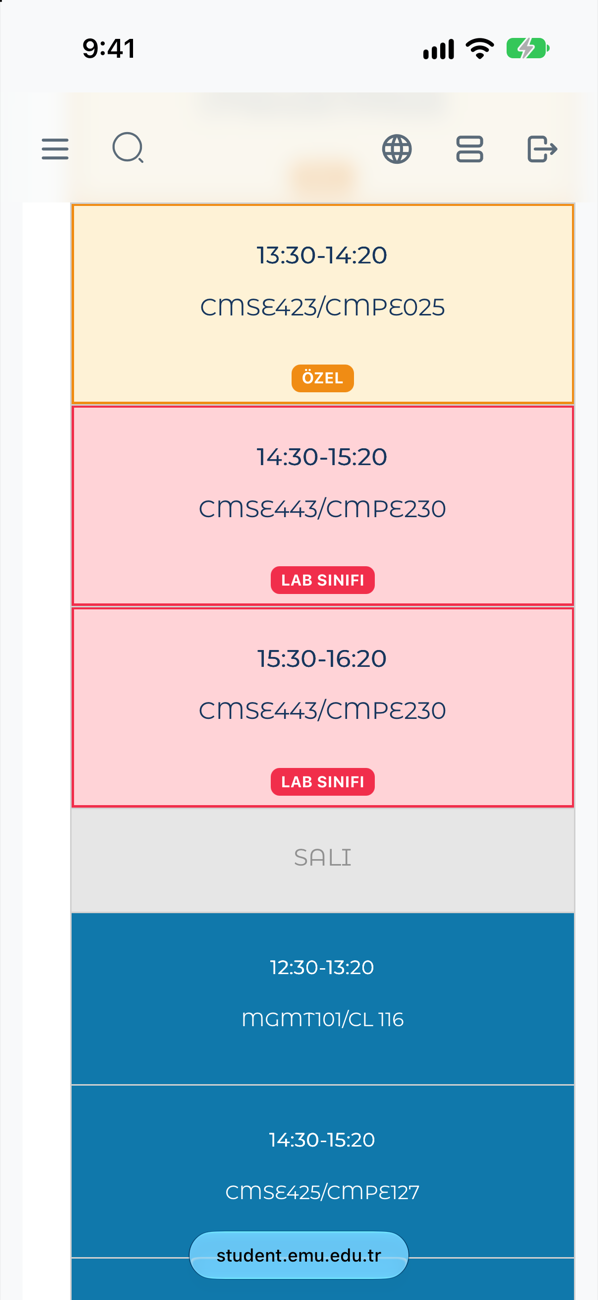 9:41
13:30-14:20
CMSE423/CMPE025
ÖZEL
14:30-15:20
CMSE443/CMPE230
LAB SINIFI
15:30-16:20
CMSE443/CMPE230
LAB SINIFI
SALI
12:30-13:20
MGMT101/CL 116
14:30-15:20
CMSE425/CMPE127
student.emu.edu.tr